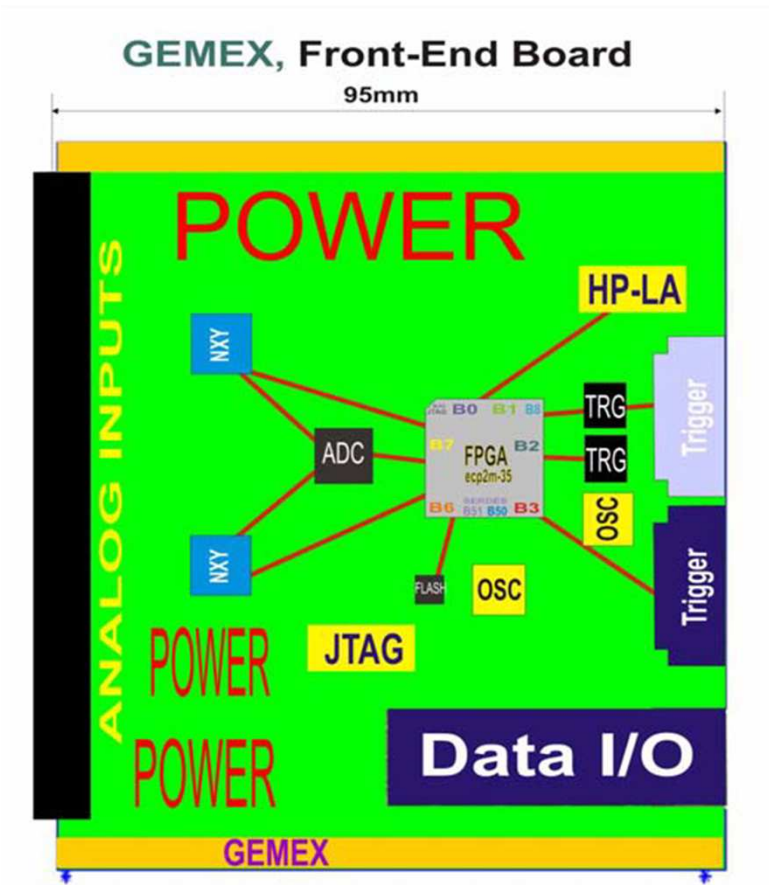 GEMEX, Front-End Board
95mm
POWER
ANALOG INPUTS
HP-LA
NXY
TRG
Trigger
B0 B1 B8
B7 B2
ADC
FPGA
ecp2m-35
TRG
OSC
SERDES
B6 B51 B50 B3
NXY
FLASH
OSC
Trigger
POWER
JTAG
POWER
Data I/O
GEMEX